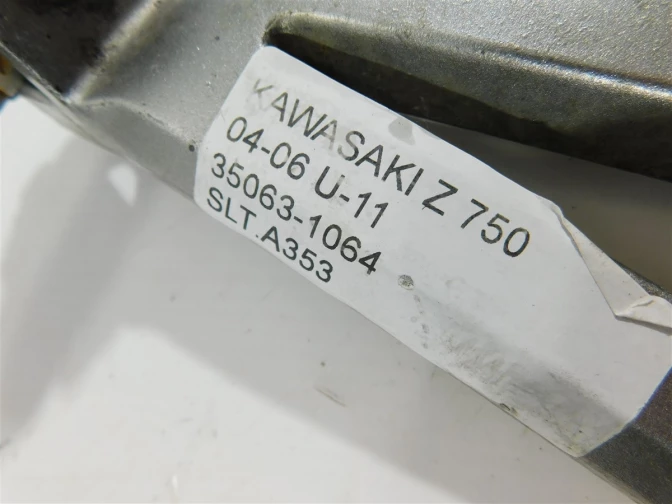 KAWASAKI Z 750
04-06 U-11
35063-1064
SLT.A353